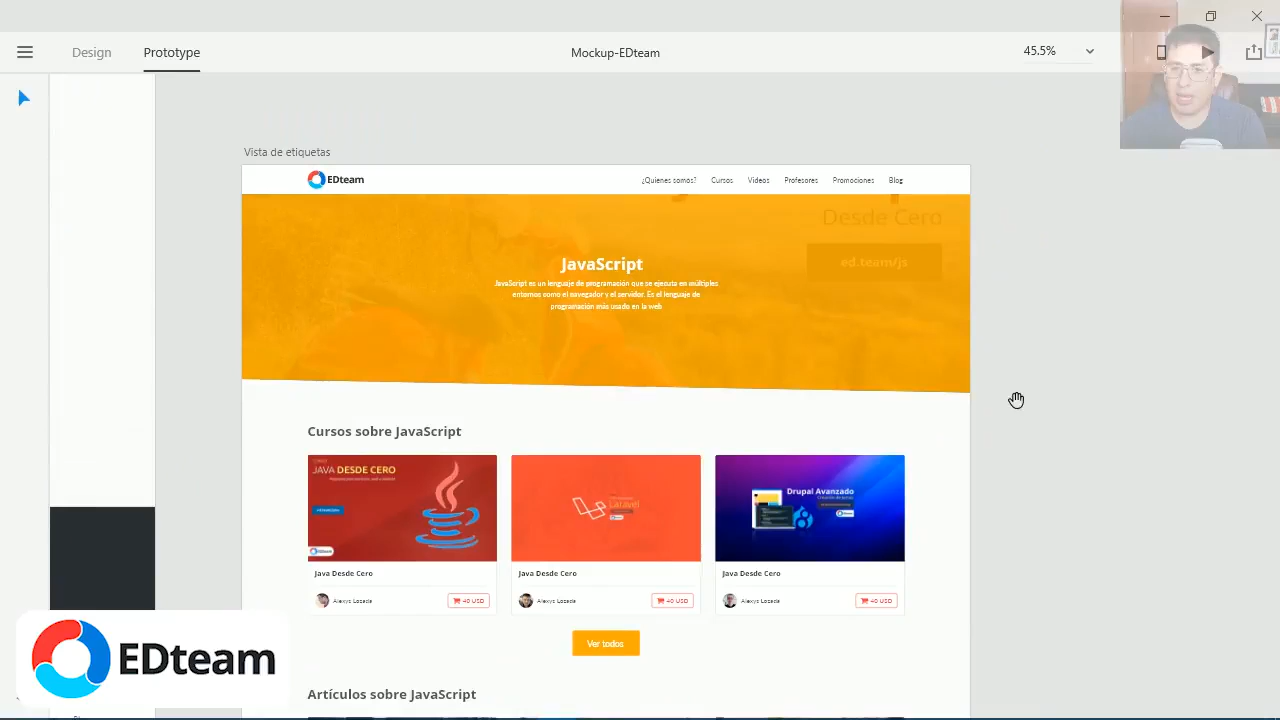 Design
Prototype
Mockup-EDteam
45.5%
Vista de etiquetas
EDteam
¿Quienes somos?
Cursos
Videos
Profesores
Promociones
Blog
Desde Cero
ed.team/js
JavaScript
JavaScript es un lenguaje de programación que se ejecuta en múltiples
entornos como el navegador y el servidor. Es el lenguaje de
programación más usado en la web
Cursos sobre JavaScript
JAVA DESDE CERO
Laravel
Drupal Avanzado
Java Desde Cero
Java Desde Cero
Java Desde Cero
Alexys Lozada
40 USD
Alexys Lozada
40 USD
Alexys Lozada
40 USD
Ver todos
EDteam
Artículos sobre JavaScript